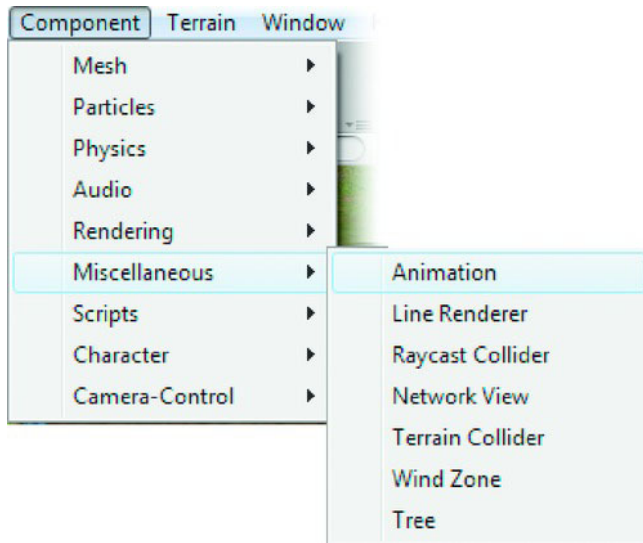 Component Terrain Window
Mesh
Particles
Physics
Audio
Rendering
Miscellaneous
Scripts
Character
Camera-Control
Animation
Line Renderer
Raycast Collider
Network View
Terrain Collider
Wind Zone
Tree